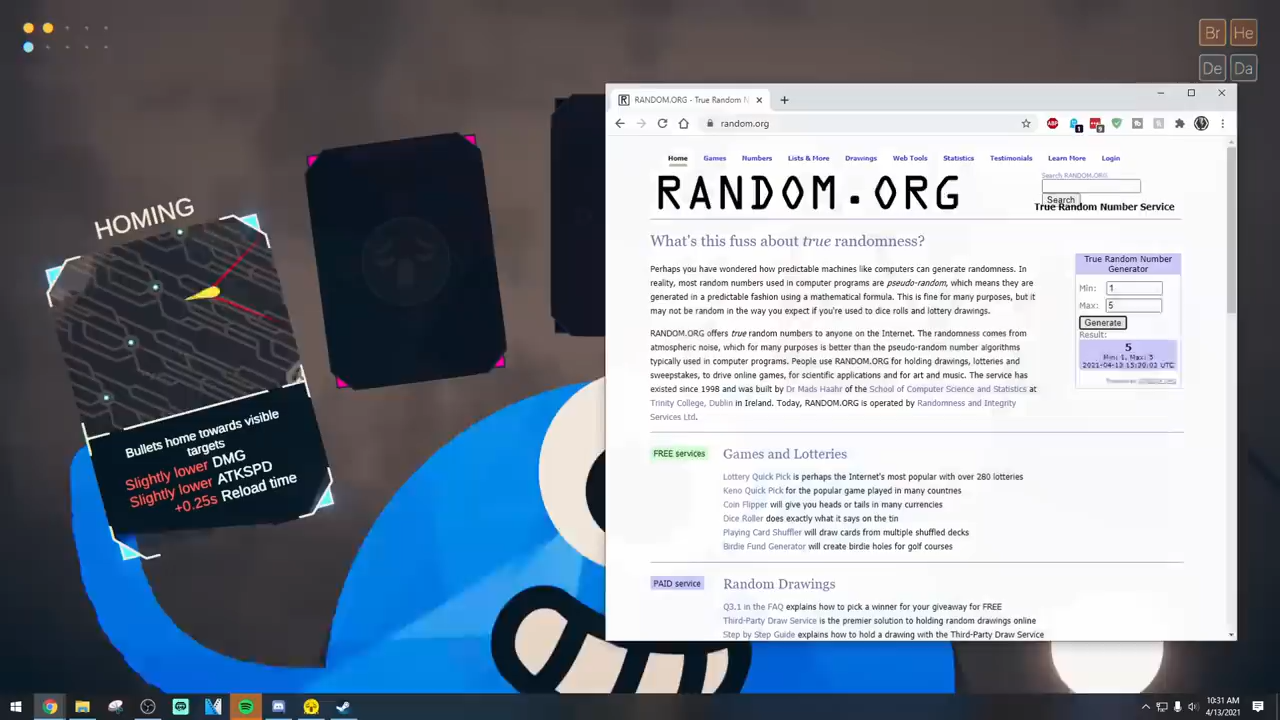 Br He
De Da
RANDOM.ORG - True Random N
random.org
Home Games Numbers Lists & More Drawings Web Tools Statistics Testimonials Learn More Login
Search RANDOM.ORG
RANDOM.ORG
Search
True Random Number Service
What's this fuss about true randomness?
Perhaps you have wondered how predictable machines like computers can generate randomness. In
reality, most random numbers used in computer programs are pseudo-random, which means they are
generated in a predictable fashion using a mathematical formula. This is fine for many purposes, but it
may not be random in the way you expect if you're used to dice rolls and lottery drawings.
RANDOM.ORG offers true random numbers to anyone on the Internet. The randomness comes from
atmospheric noise, which for many purposes is better than the pseudo-random number algorithms
typically used in computer programs. People use RANDOM.ORG for holding drawings, lotteries and
sweepstakes, to drive online games, for scientific applications and for art and music. The service has
existed since 1998 and was built by Dr Mads Haahr of the School of Computer Science and Statistics at
Trinity College, Dublin in Ireland. Today, RANDOM.ORG is operated by Randomness and Integrity
Services Ltd.
True Random Number
Generator
Min: 1
Max: 5
Generate
Result:
5
Min: 1, Max: 5
FREE services
Games and Lotteries
Lottery Quick Pick is perhaps the Internet's most popular with over 280 lotteries
Keno Quick Pick for the popular game played in many countries
Coin Flipper will give you heads or tails in many currencies
Dice Roller does exactly what it says on the tin
Playing Card Shuffler will draw cards from multiple shuffled decks
Birdie Fund Generator will create birdie holes for golf courses
PAID service
Random Drawings
Q3.1 in the FAQ explains how to pick a winner for your giveaway for FREE
Third-Party Draw Service is the premier solution to holding random drawings online
Step by Step Guide explains how to hold a drawing with the Third-Party Draw Service
HOMING
Bullets home towards visible
targets
Slightly lower DMG
Slightly lower ATKSPD
+0.25s Reload time
10:31 AM
4/13/2021